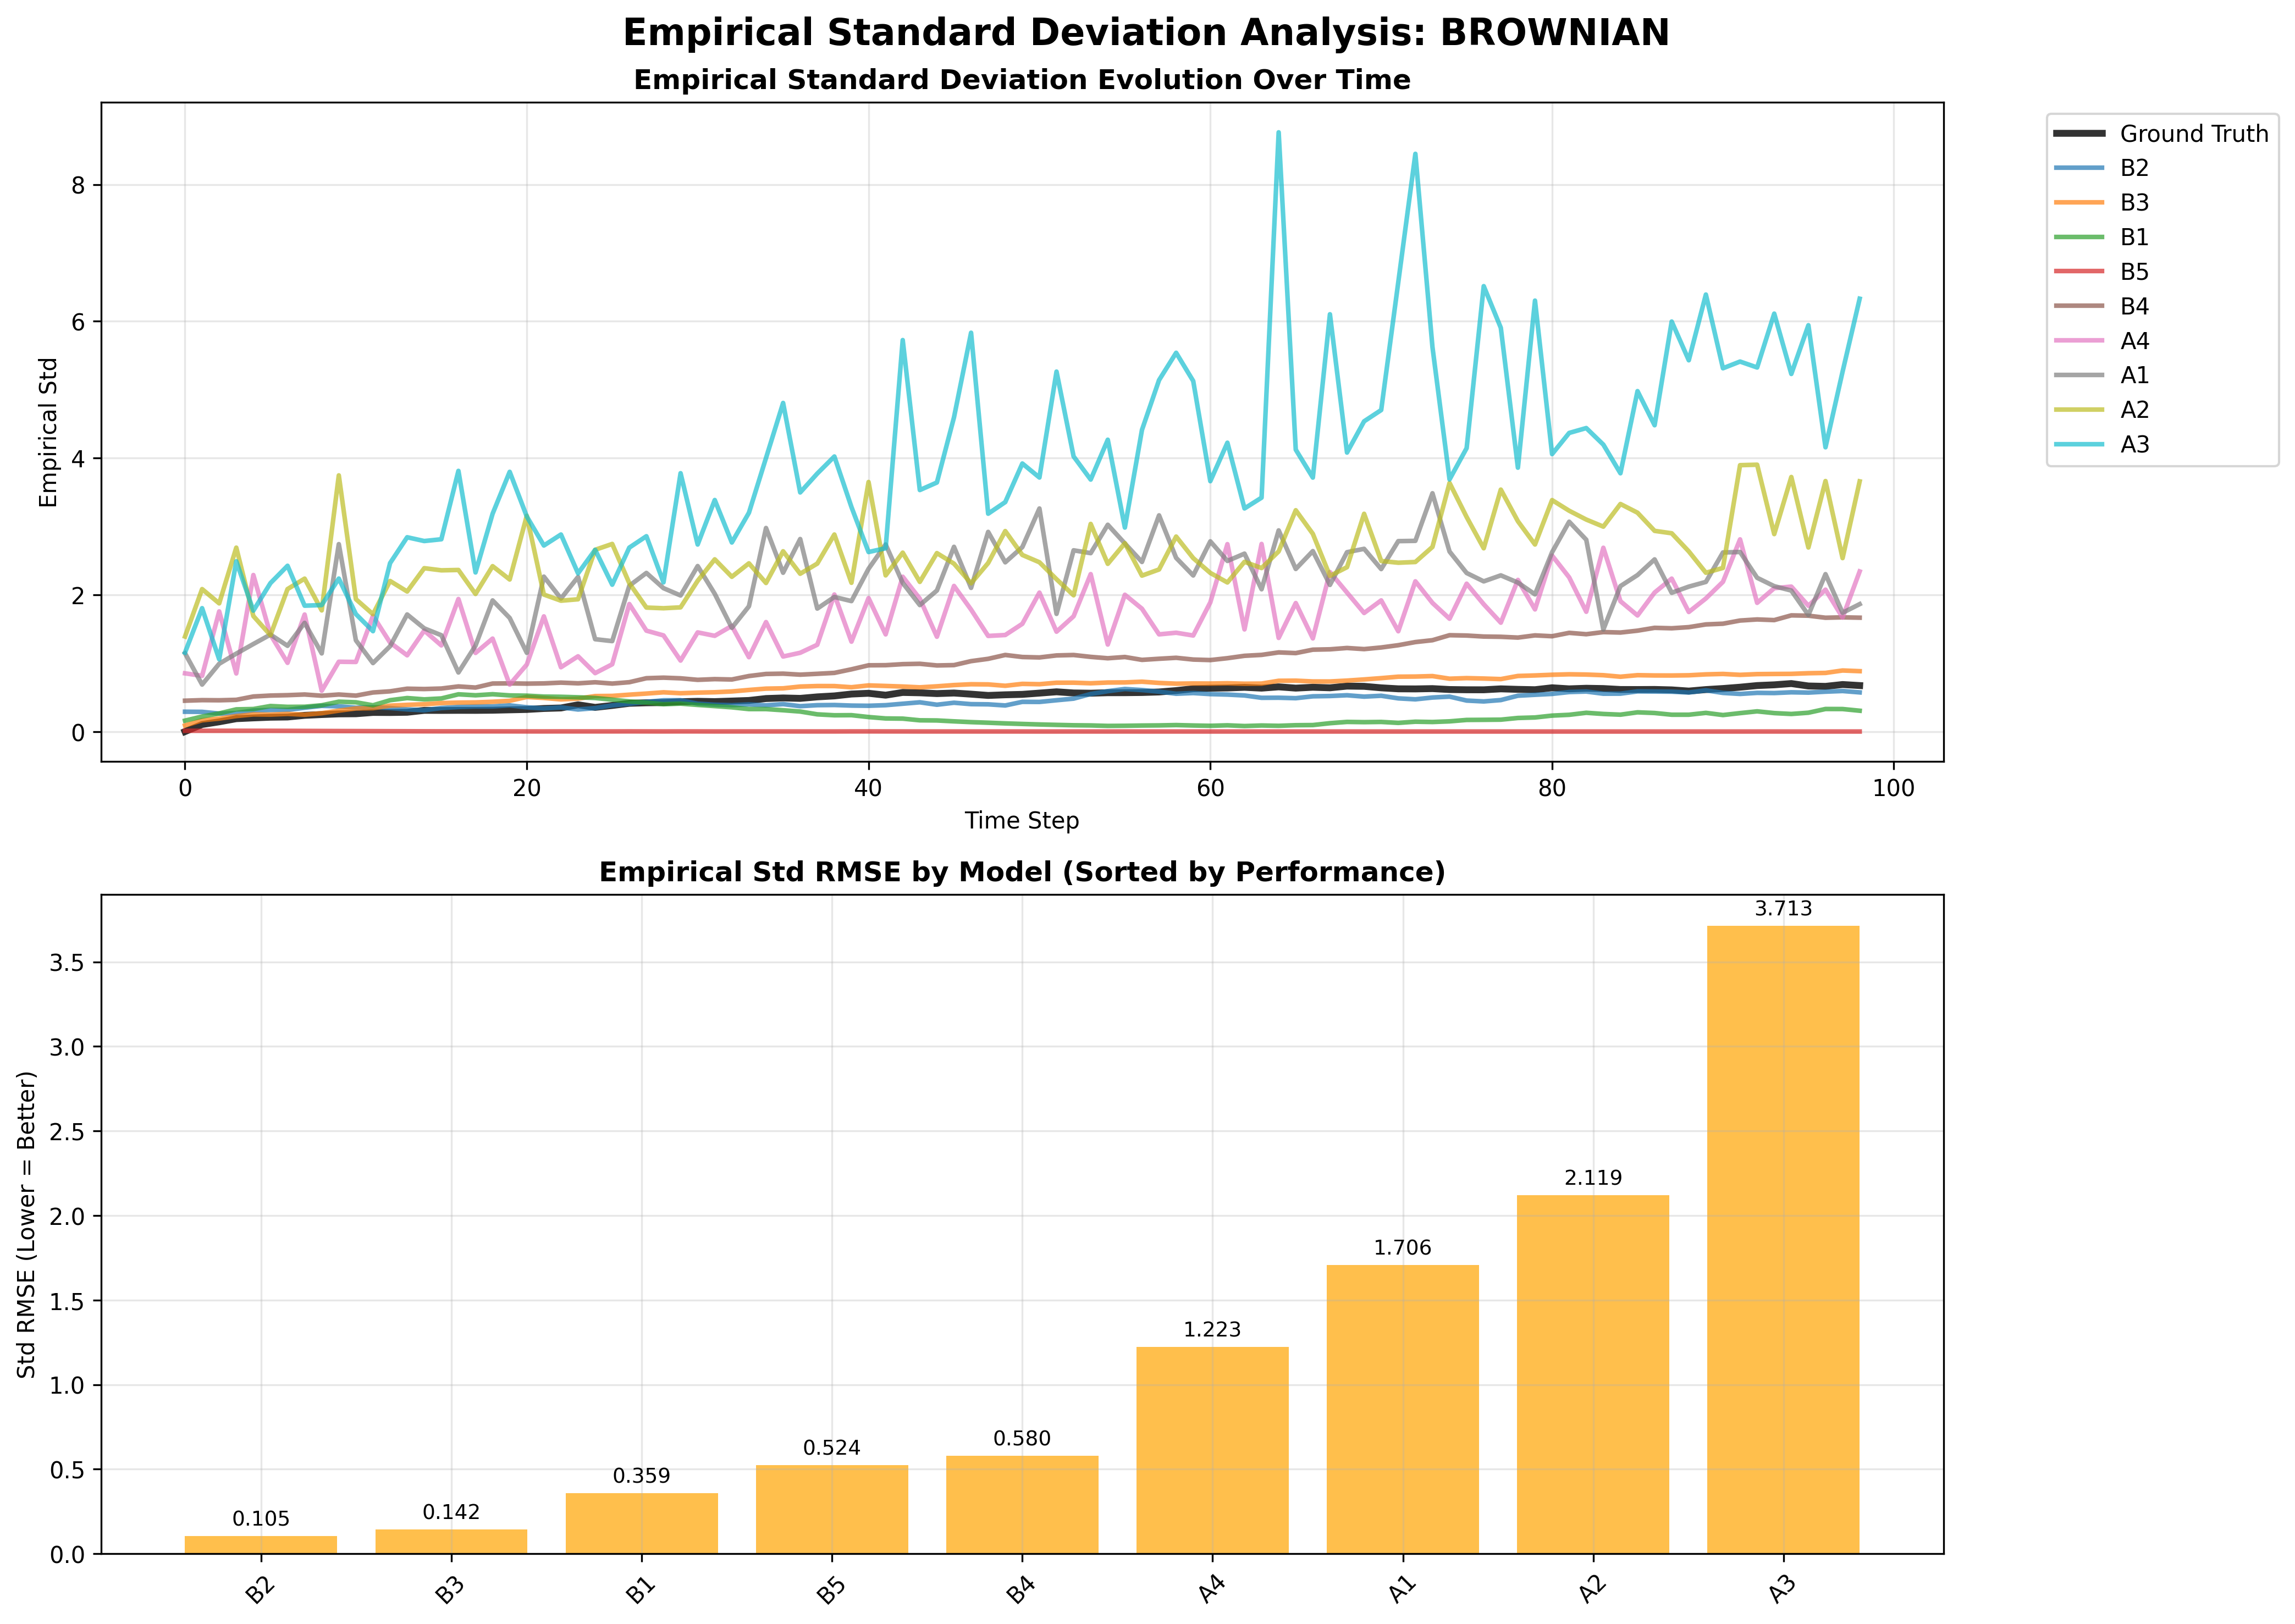 Empirical Standard Deviation Analysis: BROWNIAN
Empirical Standard Deviation Evolution Over Time
Empirical Std
8
6
4
2
0
0
20
40
60
80
100
Time Step
Ground Truth
B2
B3
B1
B5
B4
A4
A1
A2
A3
Empirical Std RMSE by Model (Sorted by Performance)
Std RMSE (Lower = Better)
3.5
3.0
2.5
2.0
1.5
1.0
0.5
0.0
0.105
0.142
0.359
0.524
0.580
1.223
1.706
2.119
3.713
B2
B3
B1
B5
B4
A4
A1
A2
A3